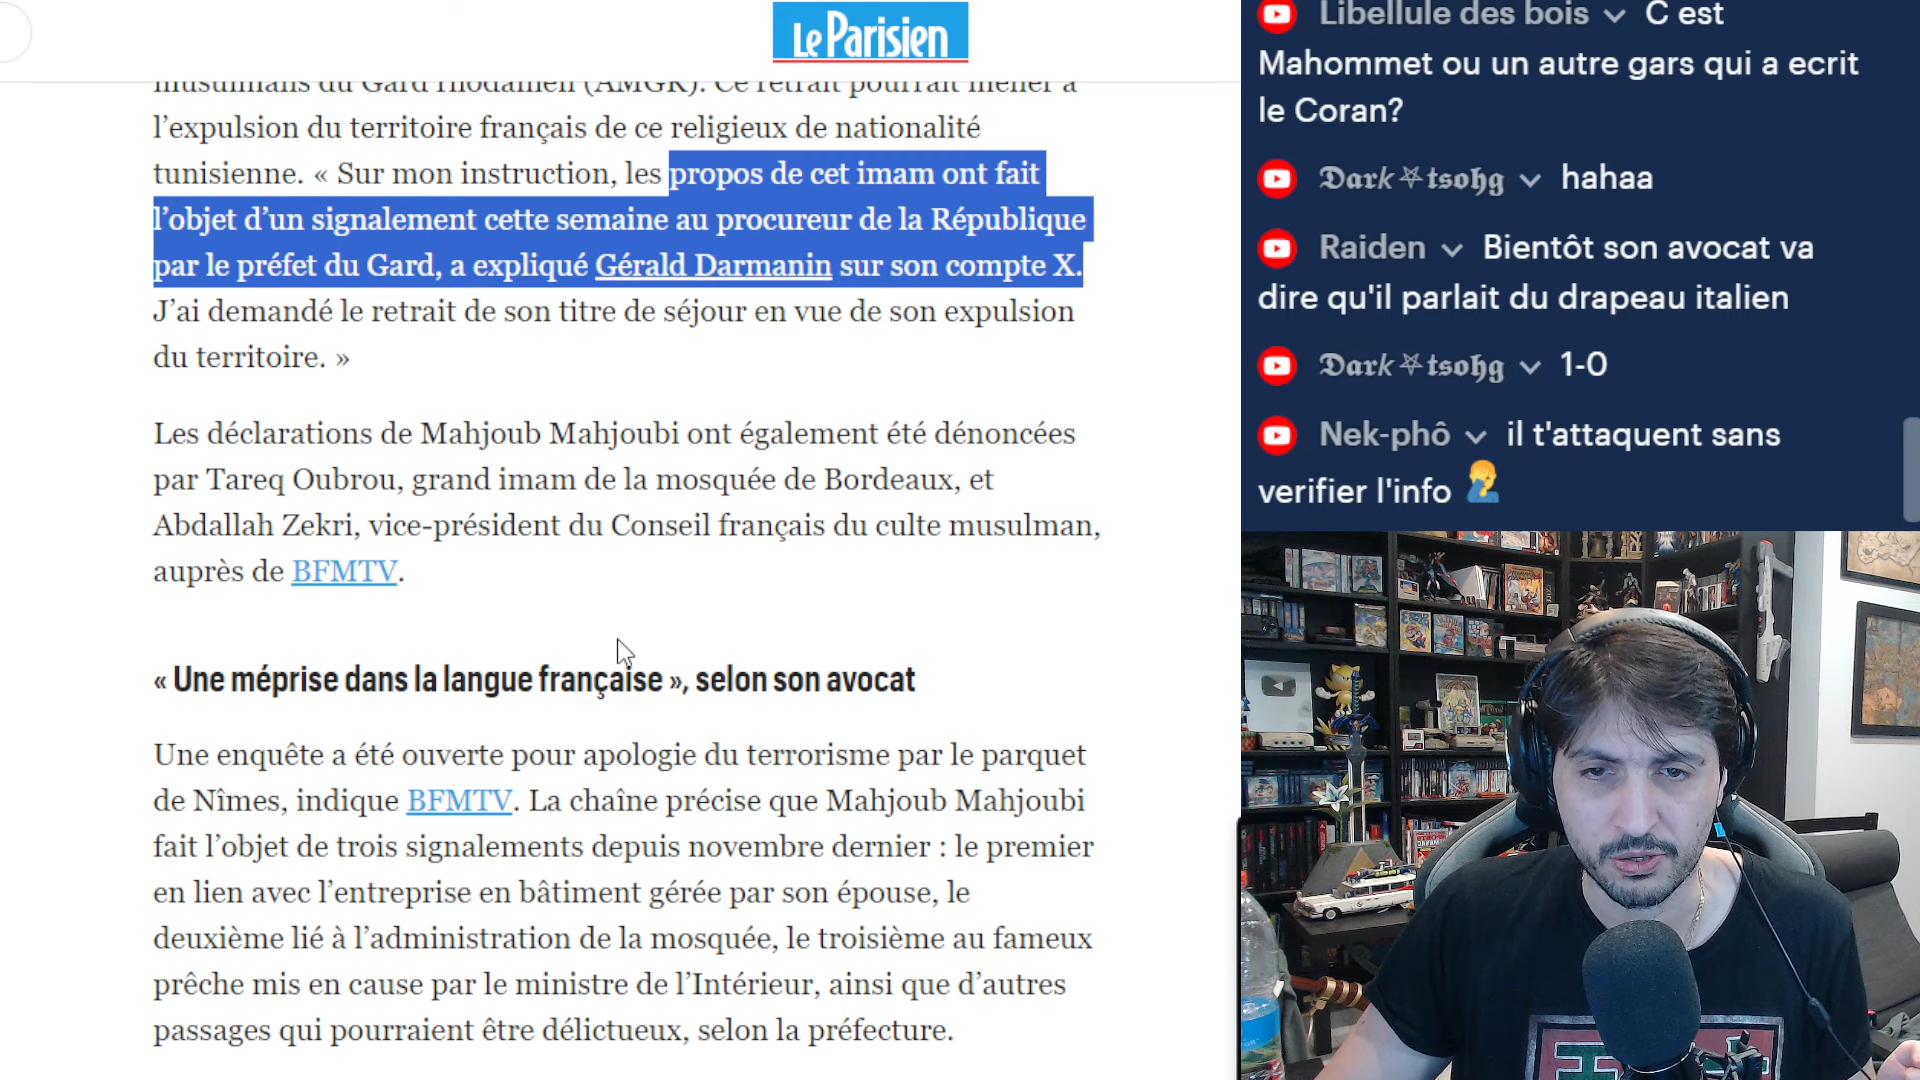 Le Parisien
musulmans du Gard rhodanien (AMGR). Ce retrait pourrait mener à
l’expulsion du territoire français de ce religieux de nationalité
tunisienne. « Sur mon instruction, les propos de cet imam ont fait
l’objet d’un signalement cette semaine au procureur de la République
par le préfet du Gard, a expliqué Gérald Darmanin sur son compte X.
J’ai demandé le retrait de son titre de séjour en vue de son expulsion
du territoire. »
Les déclarations de Mahjoub Mahjoubi ont également été dénoncées
par Tareq Oubrou, grand imam de la mosquée de Bordeaux, et
Abdallah Zekri, vice-président du Conseil français du culte musulman,
auprès de BFMTV.
« Une méprise dans la langue française », selon son avocat
Une enquête a été ouverte pour apologie du terrorisme par le parquet
de Nîmes, indique BFMTV. La chaîne précise que Mahjoub Mahjoubi
fait l’objet de trois signalements depuis novembre dernier : le premier
en lien avec l’entreprise en bâtiment gérée par son épouse, le
deuxième lié à l’administration de la mosquée, le troisième au fameux
prêche mis en cause par le ministre de l’Intérieur, ainsi que d’autres
passages qui pourraient être délictueux, selon la préfecture.
Libellule des bois C est
Mahommet ou un autre gars qui a ecrit
le Coran?
𝕯𝖆𝖗𝖐⛧𝖙𝖘𝖔𝖍𝖌 hahaa
Raiden Bientôt son avocat va
dire qu'il parlait du drapeau italien
𝕯𝖆𝖗𝖐⛧𝖙𝖘𝖔𝖍𝖌 1-0
Nek-phô il t'attaquent sans
verifier l'info 🤦‍♂️